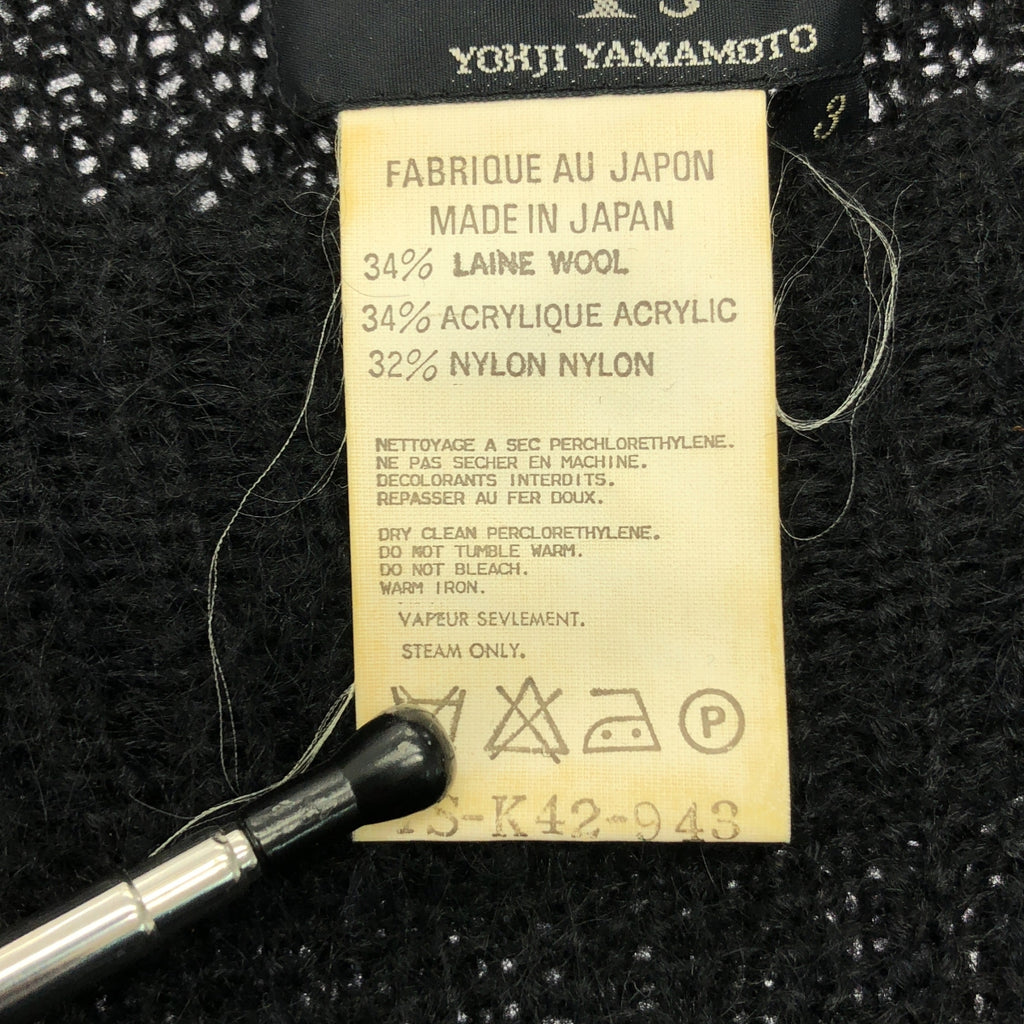 Y's
YOHJI YAMAMOTO
3
FABRIQUE AU JAPON
MADE IN JAPAN
34% LAINE WOOL
34% ACRYLIQUE ACRYLIC
32% NYLON NYLON
NETTOYAGE A SEC PERCHLORETHYLENE.
NE PAS SECHER EN MACHINE.
DECOLORANTS INTERDITS.
REPASSER AU FER DOUX.
DRY CLEAN PERCLORETHYLENE.
DO NOT TUMBLE WARM.
DO NOT BLEACH.
WARM IRON.
VAPEUR SEVLEMENT.
STEAM ONLY.
P
YS-K42-943